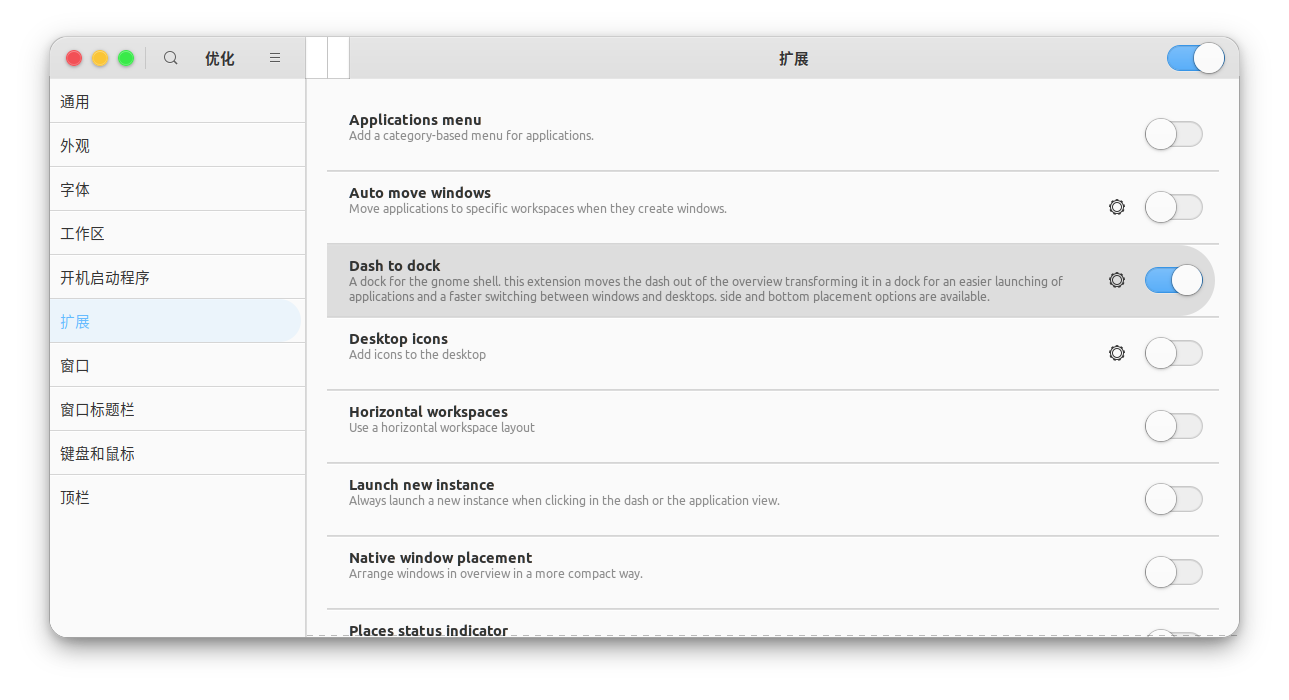 优化
扩展
通用
外观
字体
工作区
开机启动程序
扩展
窗口
窗口标题栏
键盘和鼠标
顶栏
Applications menu
Add a category-based menu for applications.
Auto move windows
Move applications to specific workspaces when they create windows.
Dash to dock
A dock for the gnome shell. this extension moves the dash out of the overview transforming it in a dock for an easier launching of
applications and a faster switching between windows and desktops. side and bottom placement options are available.
Desktop icons
Add icons to the desktop
Horizontal workspaces
Use a horizontal workspace layout
Launch new instance
Always launch a new instance when clicking in the dash or the application view.
Native window placement
Arrange windows in overview in a more compact way.
Places status indicator